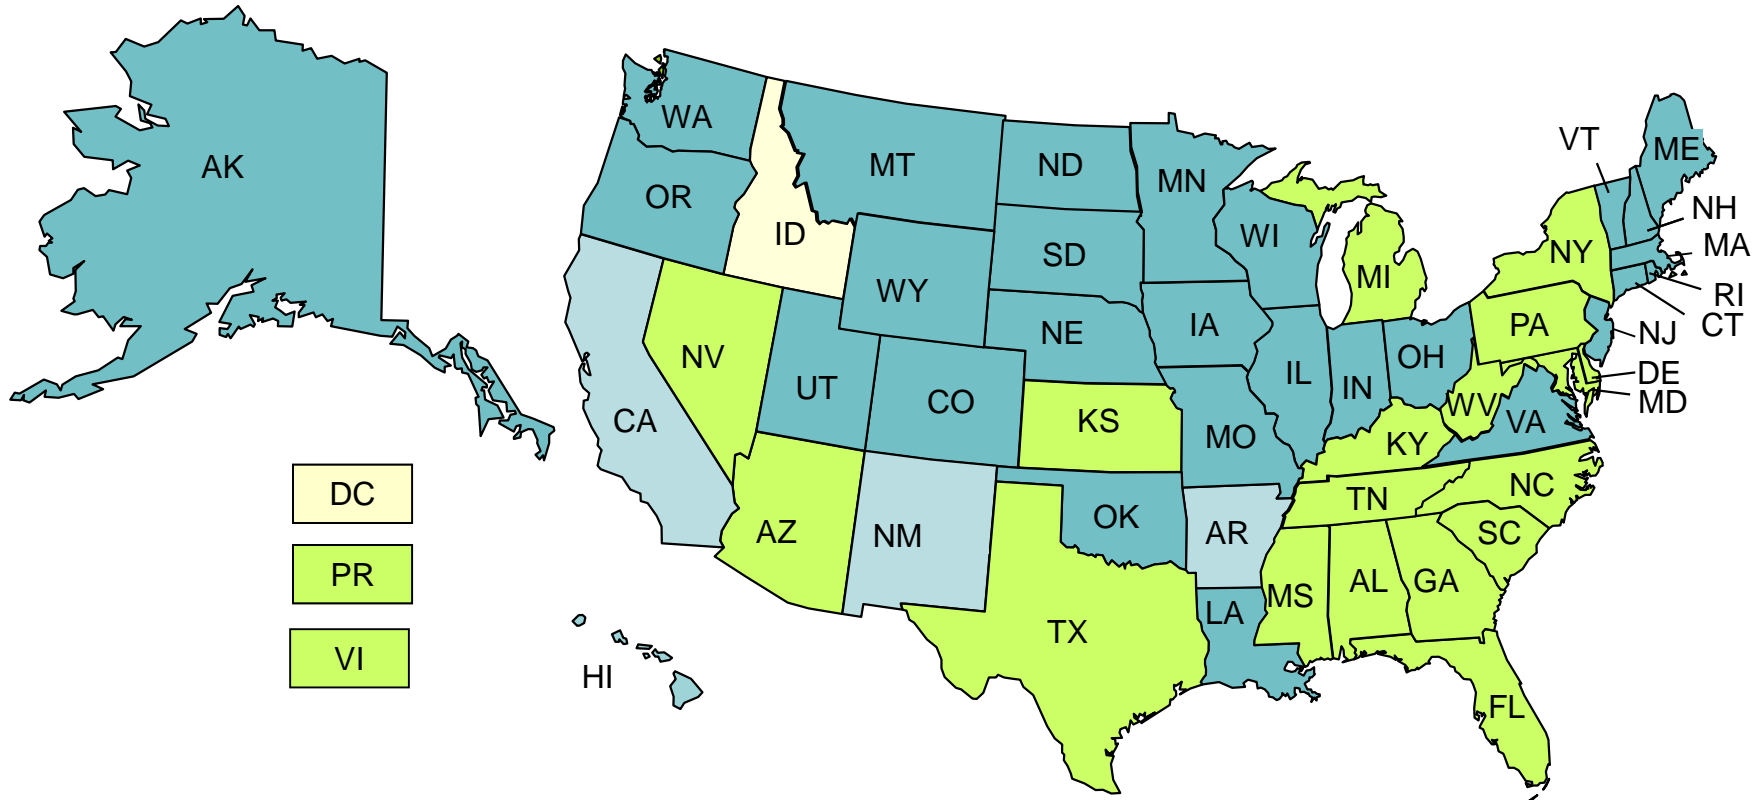 AK
WA
MT
ND
MN
VT
ME
OR
ID
SD
WI
MI
NY
NH
MA
WY
RI
NE
IA
PA
CT
NJ
NV
UT
CO
IL
IN
OH
DE
MD
CA
KS
MO
KY
WV
VA
DC
AZ
NM
OK
AR
TN
NC
SC
PR
MS
AL
GA
LA
TX
VI
HI
FL